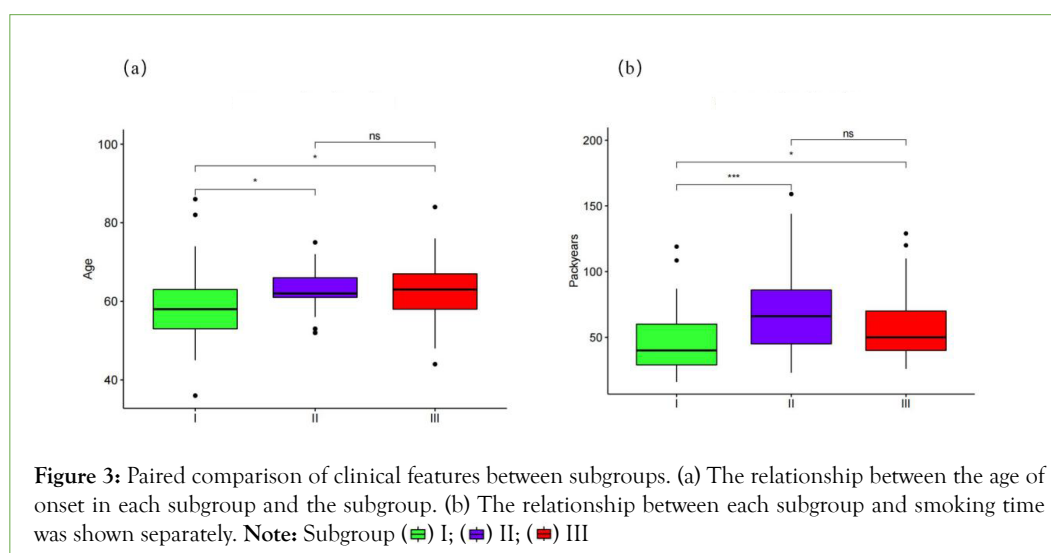 (a)
(b)
ns
*
*
100
80
60
40
Age
I
II
III
ns
*
***
200
150
100
50
Packyears
I
II
III
Figure 3: Paired comparison of clinical features between subgroups. (a) The relationship between the age of
onset in each subgroup and the subgroup. (b) The relationship between each subgroup and smoking time
was shown separately. Note: Subgroup () I; () II; () III